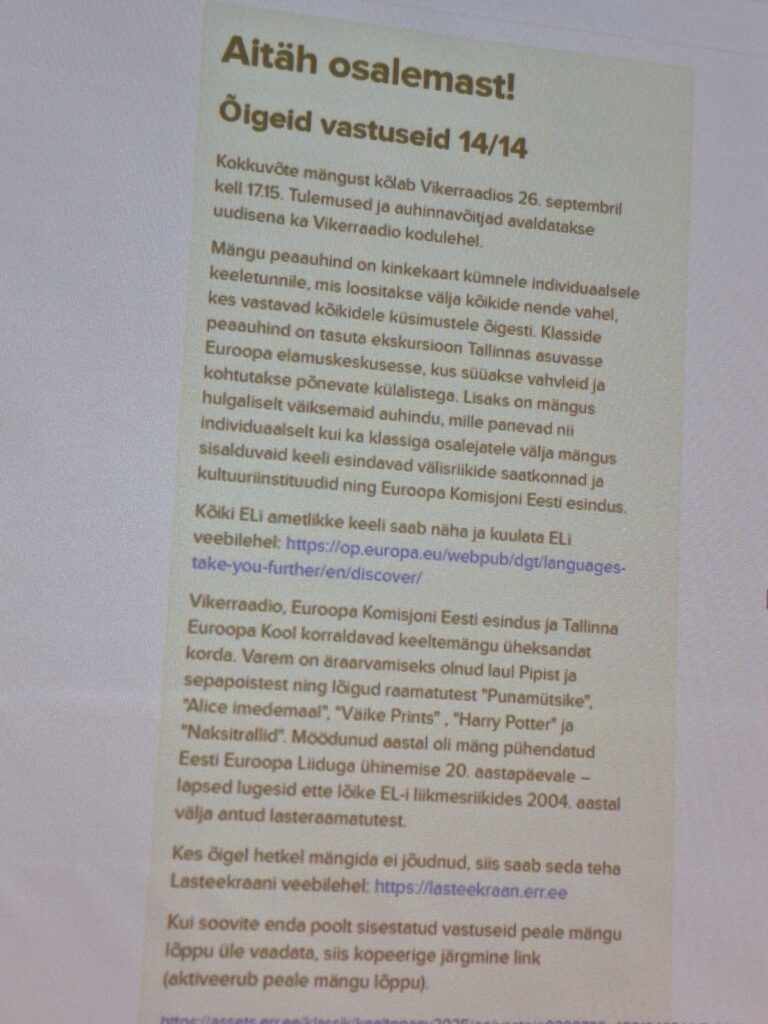 Aitäh osalemast!
Õigeid vastuseid 14/14
Kokkuvõte mängust kõlab Vikerraadios 26. septembril
kell 17.15. Tulemused ja auhinnavõitjad avaldatakse
uudisena ka Vikerraadio kodulehel.
Mängu peaauhind on kinkekaart kümnele individuaalsele
keeletunnile, mis loositakse välja kõikide nende vahel,
kes vastavad kõikidele küsimustele õigesti. Klasside
peaauhind on tasuta ekskursioon Tallinnas asuvasse
Euroopa elamuskeskusesse, kus süüakse vahvleid ja
kohtutakse põnevate külalistega. Lisaks on mängus
hulgaliselt väiksemaid auhindu, mille panevad nii
individuaalselt kui ka klassiga osalejatele välja mängus
sisalduvaid keeli esindavad välisriikide saatkonnad ja
kultuuriinstituudid ning Euroopa Komisjoni Eesti esindus.
Kõiki ELi ametlikke keeli saab näha ja kuulata ELi
veebilehel: https://op.europa.eu/webpub/dgt/languages-
take-you-further/en/discover/
Vikerraadio, Euroopa Komisjoni Eesti esindus ja Tallinna
Euroopa Kool korraldavad keeltemängu üheksandat
korda. Varem on äraarvamiseks olnud laul Pipist ja
sepapoistest ning lõigud raamatutest "Punamütsike",
"Alice imedemaal", "Väike Prints" , "Harry Potter" ja
"Naksitrallid". Möödunud aastal oli mäng pühendatud
Eesti Euroopa Liiduga ühinemise 20. aastapäevale –
lapsed lugesid ette lõike EL-i liikmesriikides 2004. aastal
välja antud lasteraamatutest.
Kes õigel hetkel mängida ei jõudnud, siis saab seda teha
Lasteekraani veebilehel: https://lasteekraan.err.ee
Kui soovite enda poolt sisestatud vastuseid peale mängu
lõppu üle vaadata, siis kopeerige järgmine link
(aktiveerub peale mängu lõppu).